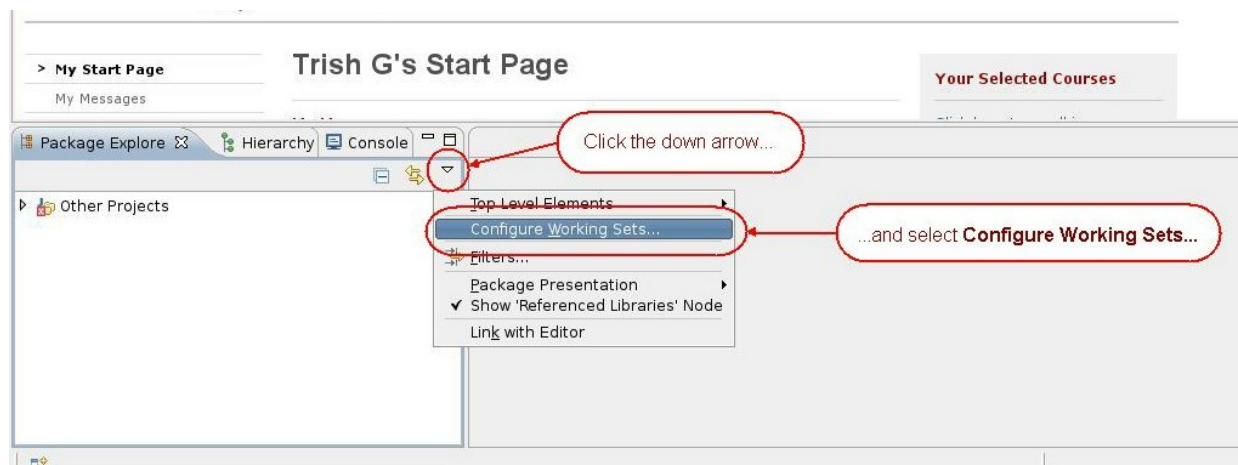 > My Start Page
My Messages
Trish G's Start Page
Your Selected Courses
Package Explore
Hierarchy
Console
Click the down arrow...
Other Projects
Top Level Elements
Configure Working Sets...
...and select Configure Working Sets...
Filters...
Package Presentation
✔ Show 'Referenced Libraries' Node
Link with Editor